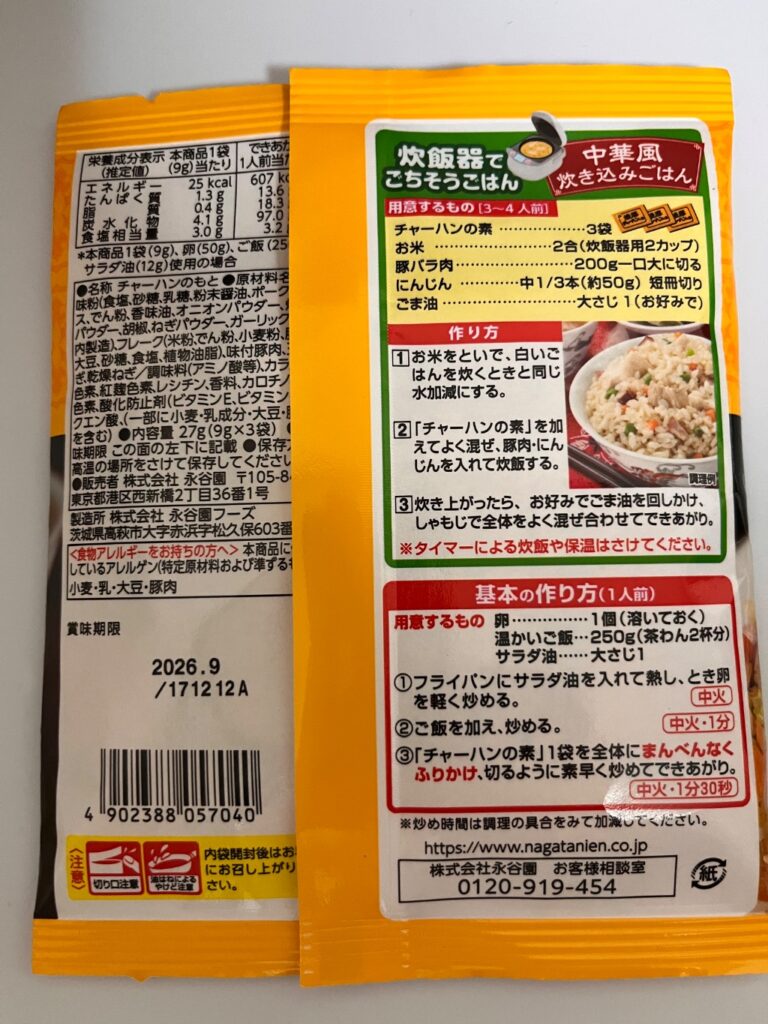 栄養成分表示 本商品1袋
(推定値) (9g)当たり 1人前当た
エネルギー 25 kcal 607 k
たんぱく質 1.3 g 13.6
脂質 0.4 g 18.3
炭水化物 4.1 g 97.0
食塩相当量 3.0 g 3.2
*本商品1袋(9g)、卵(50g)、ご飯(25
サラダ油(12g)使用の場合
●名称 チャーハンのもと ●原材料名
味粉(食塩、砂糖、乳糖、粉末醤油、ポーク
ス、でん粉、香味油、オニオンパウダー、
パウダー、胡椒、ねぎパウダー、ガーリック
内製造)フレーク(米粉、でん粉、小麦粉、
大豆、砂糖、食塩、植物油脂)、味付豚肉、
ぎ、乾燥ねぎ/調味料(アミノ酸等)、カラ
色素、紅麹色素、レシチン、香料、カロチノ
色素、酸化防止剤(ビタミンE、ビタミン
クエン酸、(一部に小麦・乳成分・大豆・
を含む) ●内容量 27g(9g×3袋)
味期限 この面の左下に記載 ●保存
高温の場所をさけて保存してください
●販売者 株式会社 永谷園 〒105-84
東京都港区西新橋2丁目36番1号
製造所 株式会社 永谷園フーズ
茨城県高萩市大字赤浜字松久保603番
<食物アレルギーをお持ちの方へ> 本商品に
しているアレルゲン(特定原材料および準ずるも
小麦・乳・大豆・豚肉
賞味期限
2026.9
/171212A
4 902388 057040
<注意>
切り口注意
油はねによる
やけど注意
内袋開封後はお
にお召し上がり
さい。
炊飯器で
ごちそうごはん
中華風
炊き込みごはん
用意するもの [3~4人前]
チャーハンの素 ……………3袋
お米 ……………2合(炊飯器用2カップ)
豚バラ肉 ……………200g一口大に切る
にんじん ………中1/3本(約50g) 短冊切り
ごま油 ……………大さじ1(お好みで)
作り方
1 お米をといで、白いご
はんを炊くときと同じ
水加減にする。
2 「チャーハンの素」を加
えてよく混ぜ、豚肉・にん
じんを入れて炊飯する。
調理例
3 炊き上がったら、お好みでごま油を回しかけ、
しゃもじで全体をよく混ぜ合わせてできあがり。
※タイマーによる炊飯や保温はさけてください。
基本の作り方(1人前)
用意するもの 卵……………1個(溶いておく)
温かいご飯…250g(茶わん2杯分)
サラダ油……大さじ1
①フライパンにサラダ油を入れて熱し、とき卵
を軽く炒める。 中火
②ご飯を加え、炒める。 中火・1分
③「チャーハンの素」1袋を全体にまんべんなく
ふりかけ、切るように素早く炒めてできあがり。
中火・1分30秒
※炒め時間は調理の具合をみて加減してください。
https://www.nagatanien.co.jp
株式会社永谷園 お客様相談室
0120-919-454
紙